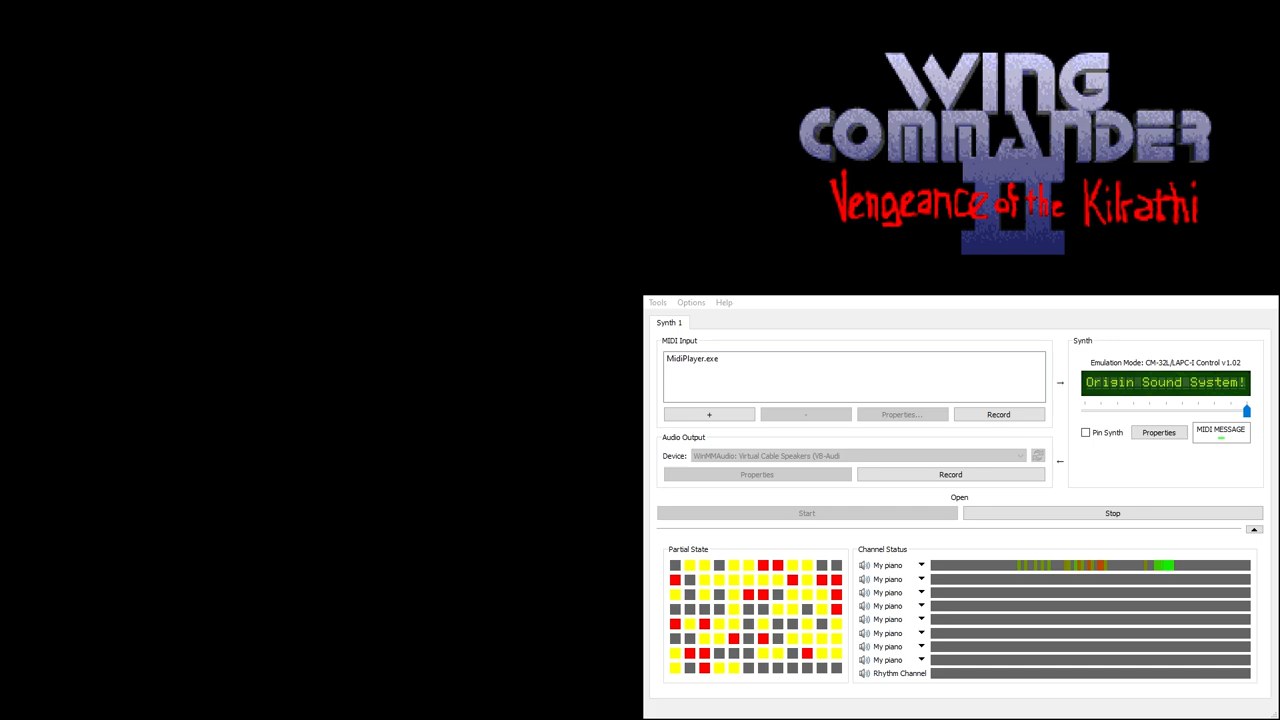 WING
COMMANDER
II
Vengeance of the Kilrathi
Tools Options Help
Synth 1
MIDI Input
MidiPlayer.exe
+ - Properties... Record
Synth
Emulation Mode: CM-32L/LAPC-I Control v1.02
Origin Sound System!
Pin Synth Properties MIDI MESSAGE
Audio Output
Device: WinMMAudio: Virtual Cable Speakers (VB-Audi
Properties Record
Open
Start Stop
Partial State
Channel Status
My piano
My piano
My piano
My piano
My piano
My piano
My piano
My piano
Rhythm Channel